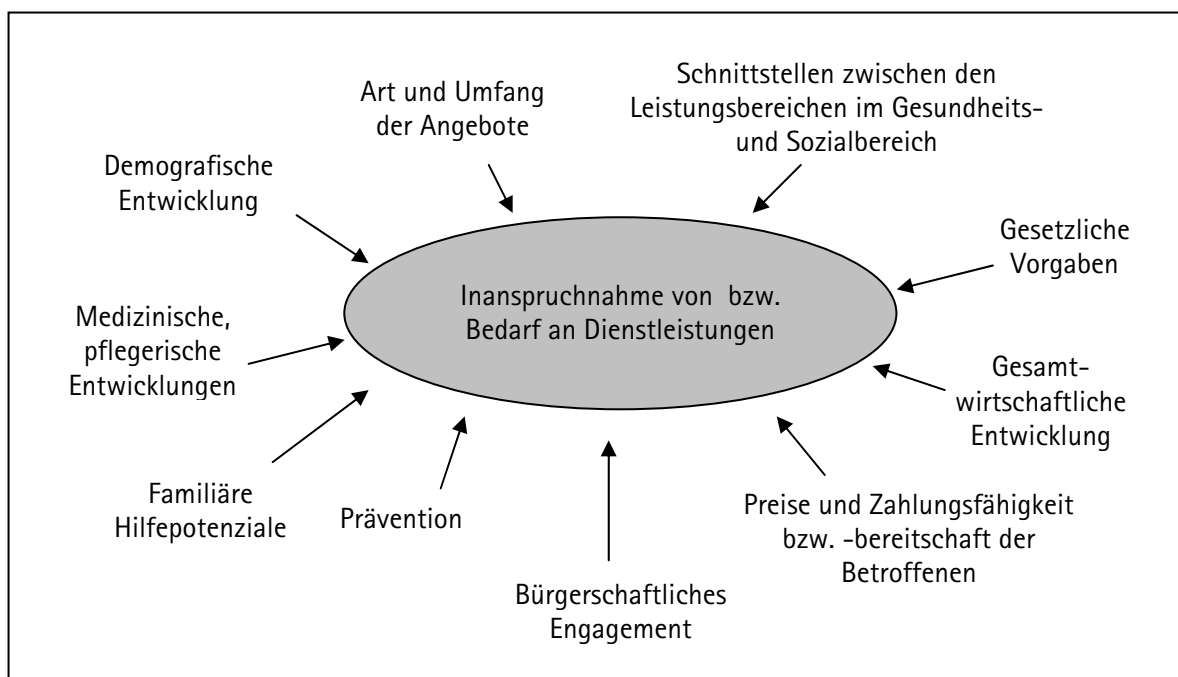 Art und Umfang
der Angebote
Schnittstellen zwischen den
Leistungsbereichen im Gesundheits-
und Sozialbereich
Demografische
Entwicklung
Gesetzliche
Vorgaben
Inanspruchnahme von bzw.
Bedarf an Dienstleistungen
Medizinische,
pflegerische
Entwicklungen
Gesamt-
wirtschaftliche
Entwicklung
Familiäre
Hilfepotenziale
Prävention
Preise und Zahlungsfähigkeit
bzw. -bereitschaft der
Betroffenen
Bürgerschaftliches
Engagement